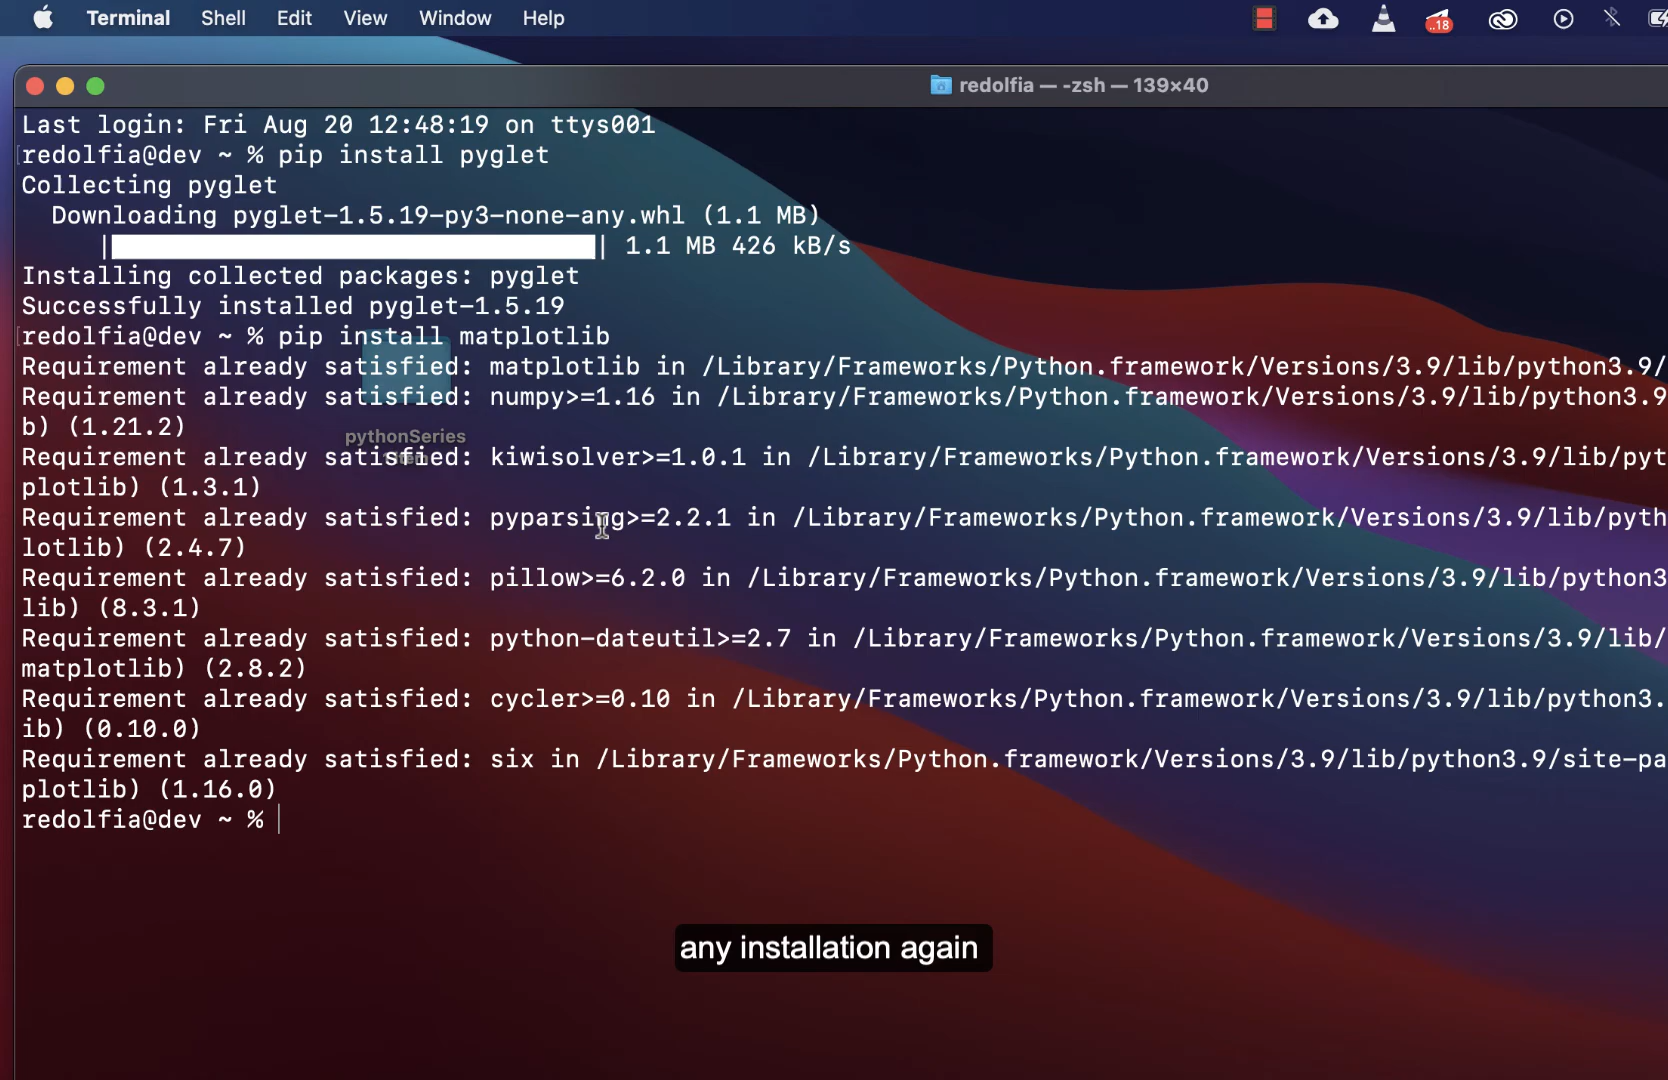 Terminal Shell Edit View Window Help
..18
redolfia — -zsh — 139×40
Last login: Fri Aug 20 12:48:19 on ttys001
redolfia@dev ~ % pip install pyglet
Collecting pyglet
Downloading pyglet-1.5.19-py3-none-any.whl (1.1 MB)
| | 1.1 MB 426 kB/s
Installing collected packages: pyglet
Successfully installed pyglet-1.5.19
redolfia@dev ~ % pip install matplotlib
Requirement already satisfied: matplotlib in /Library/Frameworks/Python.framework/Versions/3.9/lib/python3.9/
Requirement already satisfied: numpy>=1.16 in /Library/Frameworks/Python.framework/Versions/3.9/lib/python3.9
b) (1.21.2)
pythonSeries
Requirement already satisfied: kiwisolver>=1.0.1 in /Library/Frameworks/Python.framework/Versions/3.9/lib/pyt
plotlib) (1.3.1)
Requirement already satisfied: pyparsing>=2.2.1 in /Library/Frameworks/Python.framework/Versions/3.9/lib/pyth
lotlib) (2.4.7)
Requirement already satisfied: pillow>=6.2.0 in /Library/Frameworks/Python.framework/Versions/3.9/lib/python3
lib) (8.3.1)
Requirement already satisfied: python-dateutil>=2.7 in /Library/Frameworks/Python.framework/Versions/3.9/lib/
matplotlib) (2.8.2)
Requirement already satisfied: cycler>=0.10 in /Library/Frameworks/Python.framework/Versions/3.9/lib/python3.
ib) (0.10.0)
Requirement already satisfied: six in /Library/Frameworks/Python.framework/Versions/3.9/lib/python3.9/site-pa
plotlib) (1.16.0)
redolfia@dev ~ %
any installation again